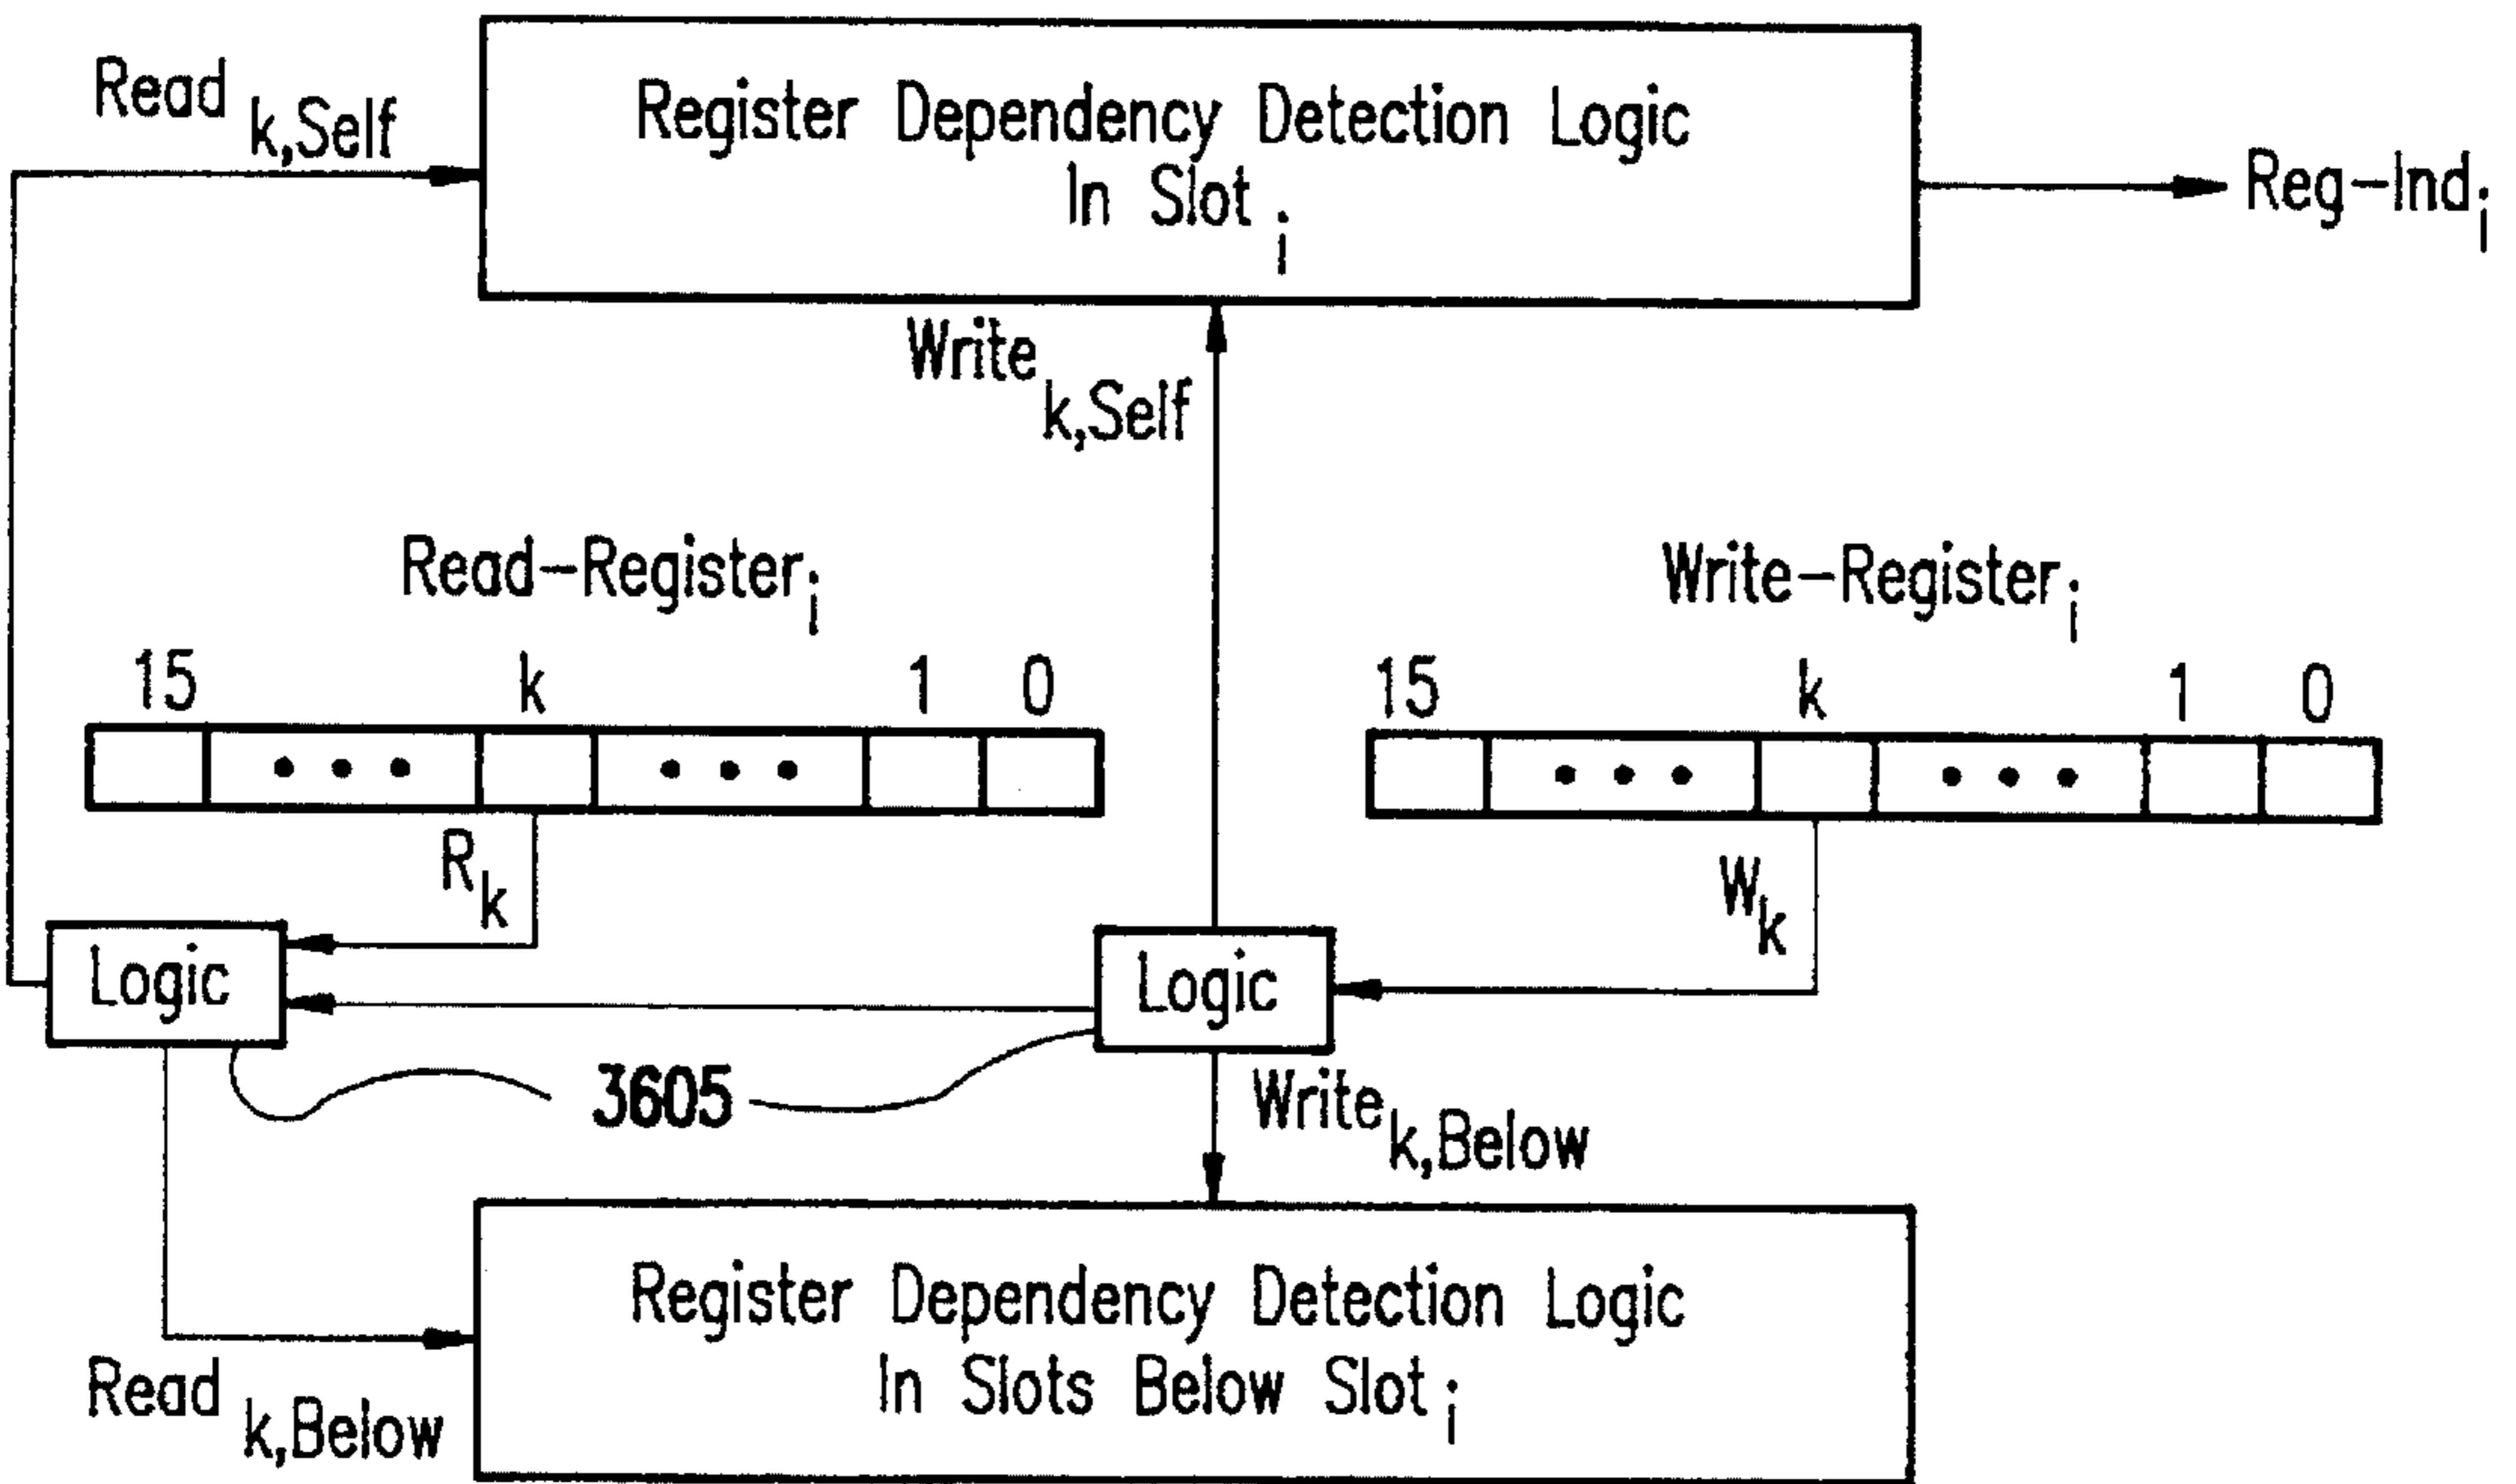 Read k,Self
Register Dependency Detection Logic
In Slot i
Reg-Ind i
Write k,Self
Read-Register i
Write-Register i
15 k 1 0
15 k 1 0
R k
W k
Logic
Logic
3605
Write k,Below
Register Dependency Detection Logic
In Slots Below Slot i
Read k,Below